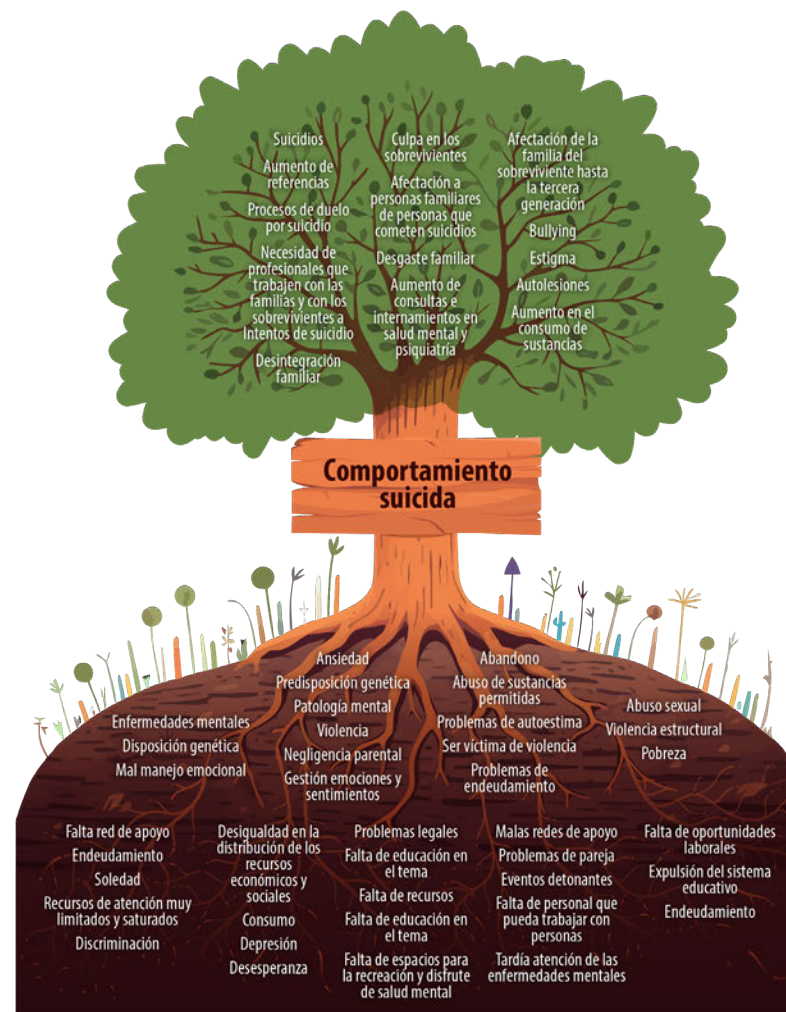 Suicidios
Aumento de
referencias
Procesos de duelo
por suicidio
Necesidad de
profesionales que
trabajen con las
familias y con los
sobrevivientes a
Intentos de suicidio
Desintegración
familiar
Culpa en los
sobrevivientes
Afectación a
personas familiares
de personas que
cometen suicidios
Desgaste familiar
Aumento de
consultas e
internamientos en
salud mental y
psiquiatría
Afectación de la
familia del
sobreviviente hasta
la tercera
generación
Bullying
Estigma
Autolesiones
Aumento en el
consumo de
sustancias
Comportamiento
suicida
Enfermedades mentales
Disposición genética
Mal manejo emocional
Ansiedad
Predisposición genética
Patología mental
Violencia
Negligencia parental
Gestión emociones y
sentimientos
Abandono
Abuso de sustancias
permitidas
Problemas de autoestima
Ser víctima de violencia
Problemas de
endeudamiento
Abuso sexual
Violencia estructural
Pobreza
Falta red de apoyo
Endeudamiento
Soledad
Recursos de atención muy
limitados y saturados
Discriminación
Desigualdad en la
distribución de los
recursos
económicos y
sociales
Consumo
Depresión
Desesperanza
Problemas legales
Falta de educación en
el tema
Falta de recursos
Falta de educación en
el tema
Falta de espacios para
la recreación y disfrute
de salud mental
Malas redes de apoyo
Problemas de pareja
Eventos detonantes
Falta de personal que
pueda trabajar con
personas
Tardía atención de las
enfermedades mentales
Falta de oportunidades
laborales
Expulsión del sistema
educativo
Endeudamiento